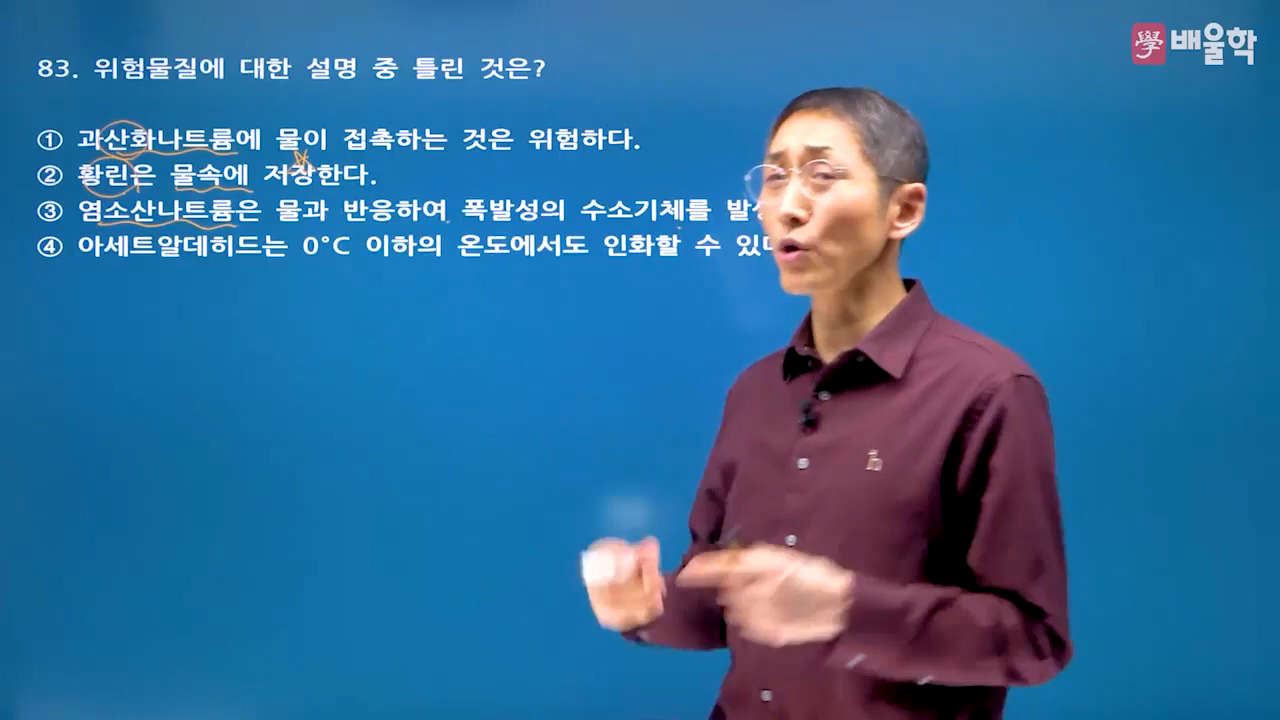 學 배울학
83. 위험물질에 대한 설명 중 틀린 것은?
① 과산화나트륨에 물이 접촉하는 것은 위험하다.
② 황린은 물속에 저장한다.
③ 염소산나트륨은 물과 반응하여 폭발성의 수소기체를
④ 아세트알데히드는 0°C 이하의 온도에서도 인화할 수